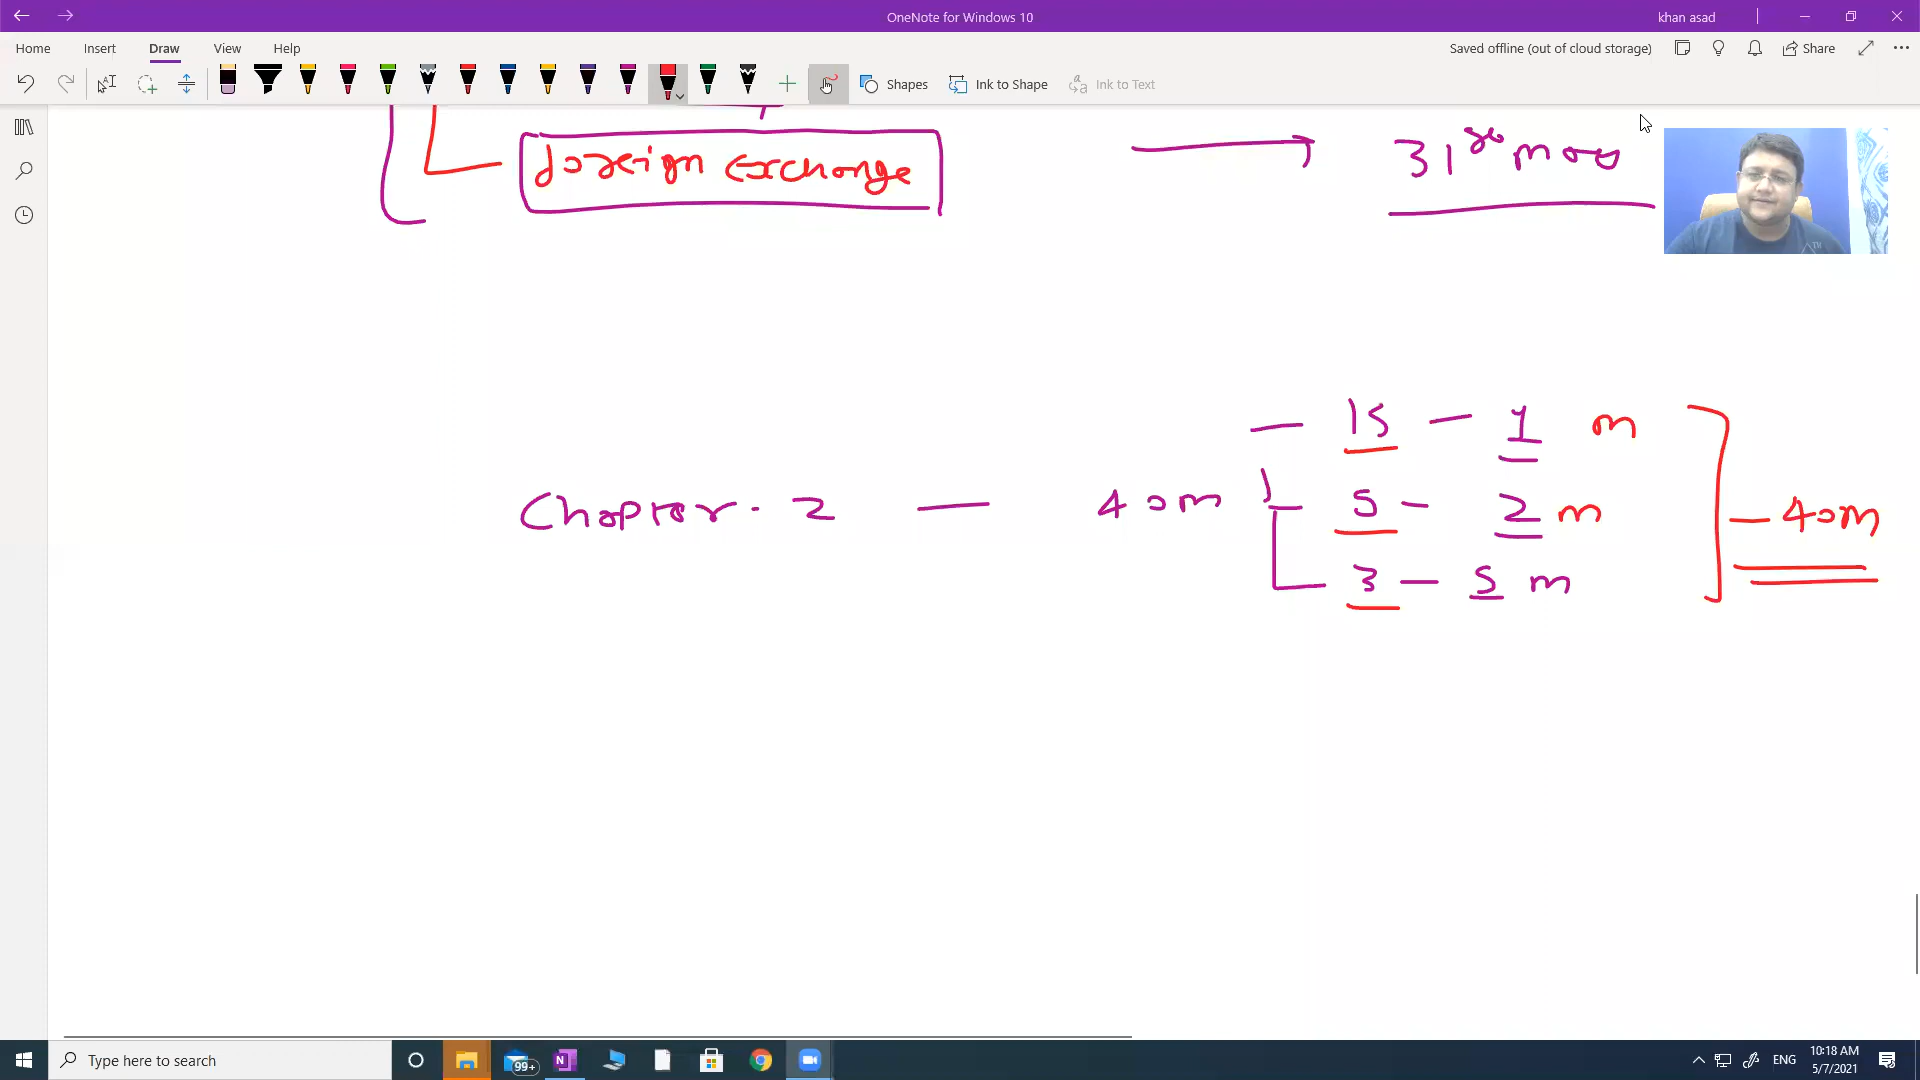 OneNote for Windows 10
khan asad
Home Insert Draw View Help
Saved offline (out of cloud storage)
Share
Shapes
Ink to Shape
Ink to Text
foreign exchange
31st may
— 15 — 1 m
Chapter - 2 — 40m
5 — 2 m
— 40m
3 — 5 m
Type here to search
99+
ENG
10:18 AM
5/7/2021